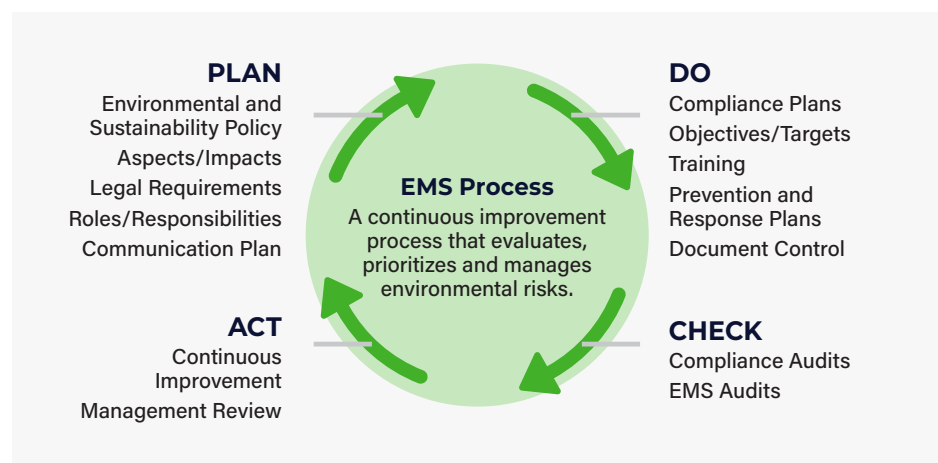 PLAN
Environmental and
Sustainability Policy
Aspects/Impacts
Legal Requirements
Roles/Responsibilities
Communication Plan
DO
Compliance Plans
Objectives/Targets
Training
Prevention and
Response Plans
Document Control
EMS Process
A continuous improvement
process that evaluates,
prioritizes and manages
environmental risks.
ACT
Continuous
Improvement
Management Review
CHECK
Compliance Audits
EMS Audits